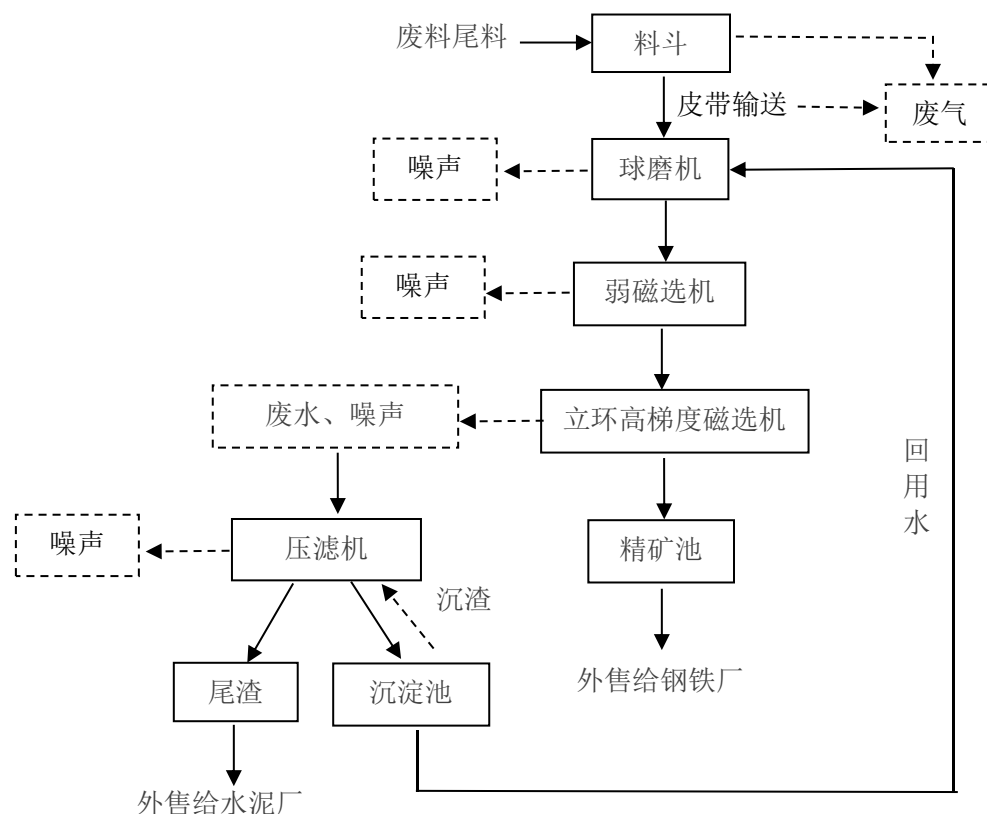 废料尾料
料斗
皮带输送
废气
噪声
球磨机
噪声
弱磁选机
废水、噪声
立环高梯度磁选机
回用水
噪声
压滤机
精矿池
沉渣
尾渣
沉淀池
外售给钢铁厂
外售给水泥厂